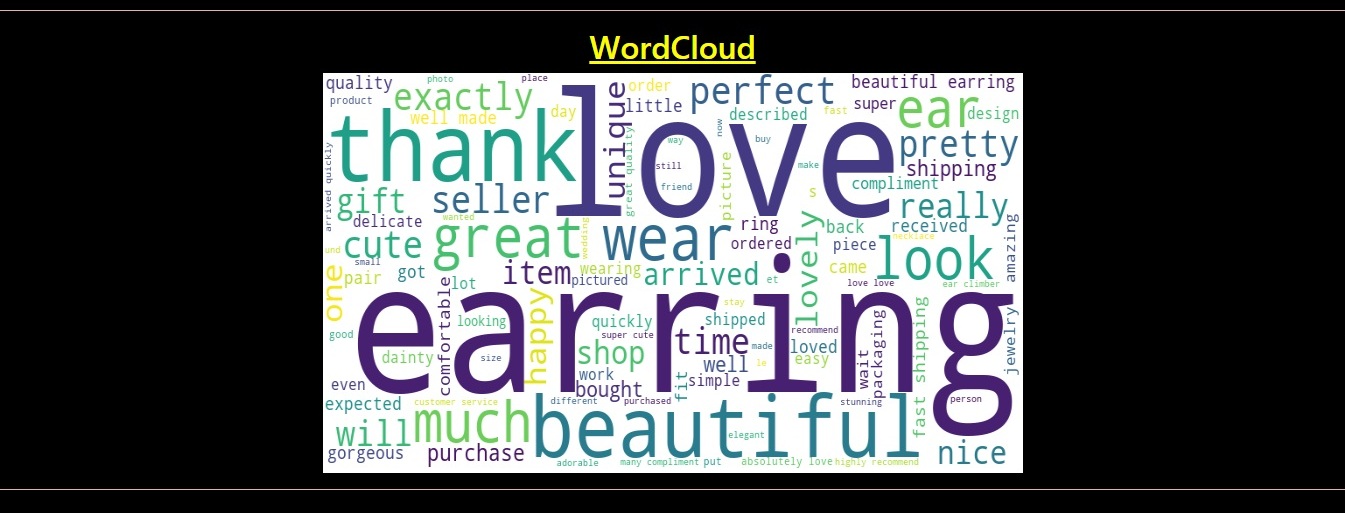 WordCloud
quality
photo
place
product
exactly
unique
order
little
perfect
beautiful earring
super
ear
design
well made
day
described
fast
thank
love
great quality
way
now
buy
still
make
friend
picture
pretty
shipping
compliment
s
arrived quickly
gift
seller
really
delicate
wanted
lovely
back
received
cute
great
wedding
wear
ring
ordered
piece
necklace
look
amazing
und
small
one
pair
got
lot
item
wearing
pictured
arrived
et
came
love love
ear climber
comfortable
happy
stay
good
looking
quickly
shipped
recommend
super cute
time
made
loved
wait
packaging
fast shipping
jewelry
earring
dainty
size
shop
well
le
easy
work
bought
fit
simple
even
expected
customer service
different
purchased
stunning
person
will
much
beautiful
elegant
nice
gorgeous
purchase
adorable
many compliment
put
absolutely love
highly recommend